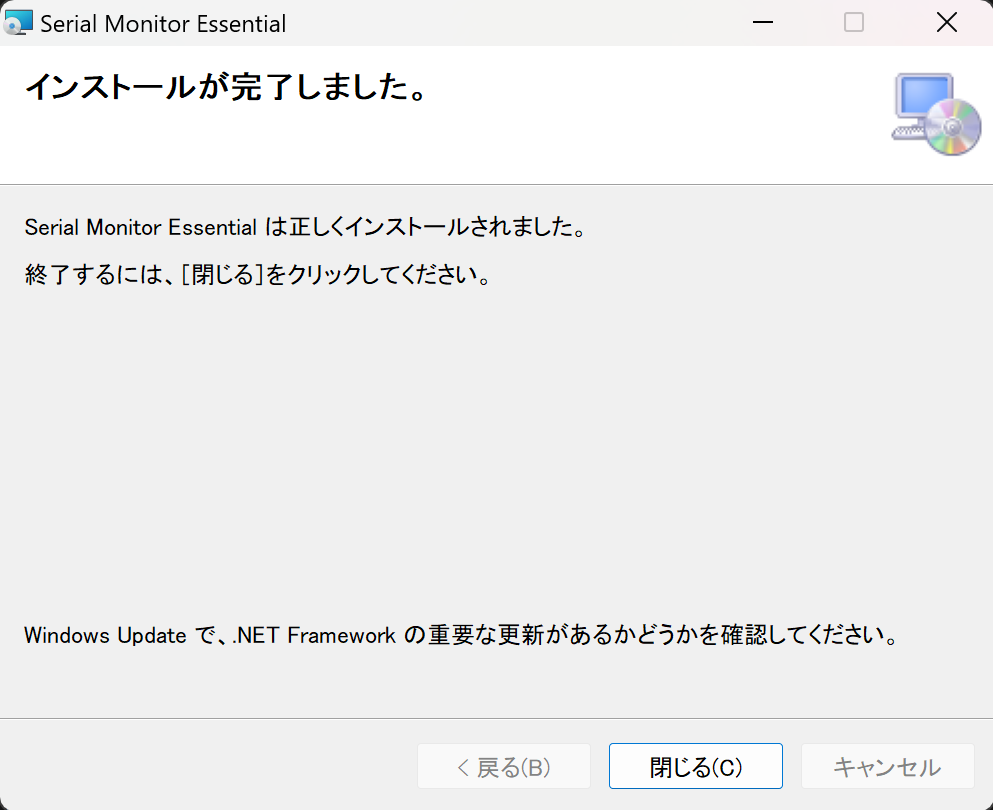 Serial Monitor Essential
インストールが完了しました。
Serial Monitor Essential は正しくインストールされました。
終了するには、[閉じる]をクリックしてください。
Windows Update で、.NET Framework の重要な更新があるかどうかを確認してください。
< 戻る(B)
閉じる(C)
キャンセル